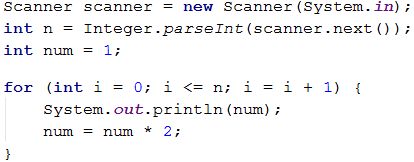 Scanner scanner = new Scanner(System.in);
int n = Integer.parseInt(scanner.next());
int num = 1;

for (int i = 0; i <= n; i = i + 1) {
    System.out.println(num);
    num = num * 2;
}